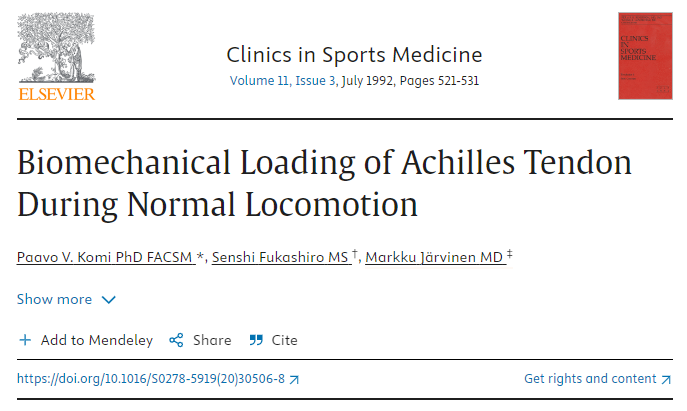 ELSEVIER
Clinics in Sports Medicine
Volume 11, Issue 3, July 1992, Pages 521-531
CLINICS
IN
SPORTS
MEDICINE
Biomechanical Loading of Achilles Tendon
During Normal Locomotion
Paavo V. Komi PhD FACSM *, Senshi Fukashiro MS †, Markku Järvinen MD ‡
Show more
Add to Mendeley Share Cite
https://doi.org/10.1016/S0278-5919(20)30506-8
Get rights and content